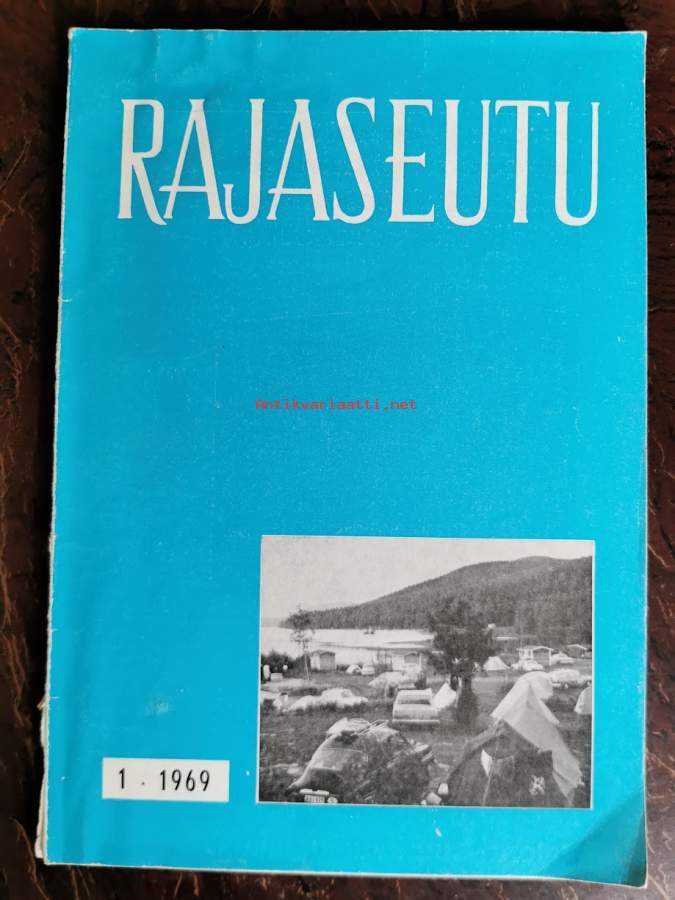 RAJASEUTU
Antikvariaatti.net
1 . 1969